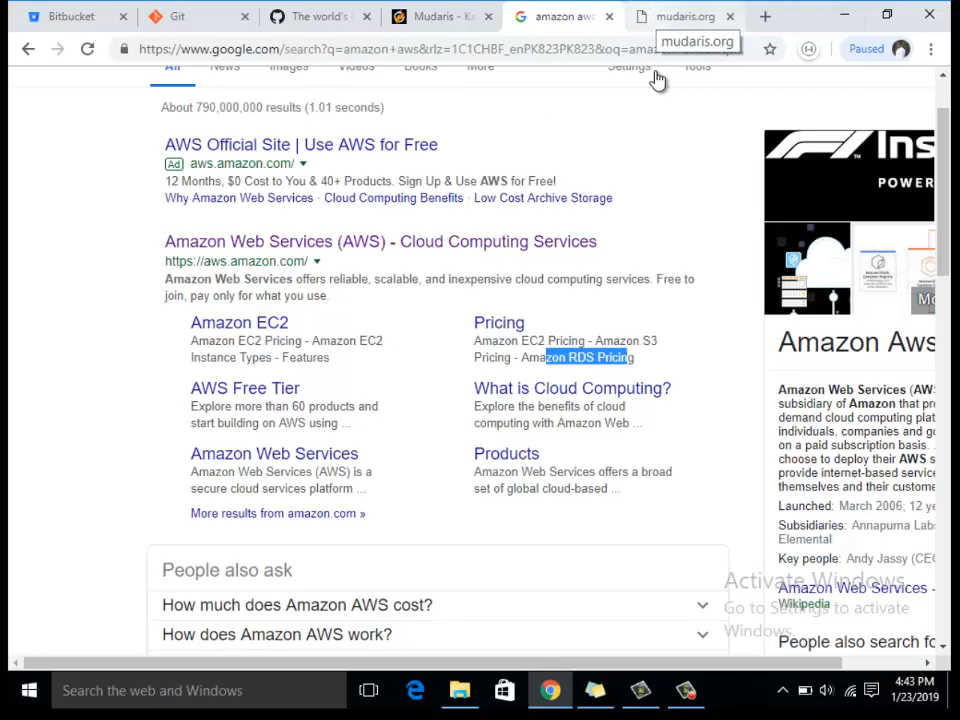 Bitbucket
Git
The world's
Mudaris - Ke
amazon aws
mudaris.org
https://www.google.com/search?q=amazon+aws&rlz=1C1CHBF_enPK823PK823&oq=ama
mudaris.org
Paused
All News Images Videos Books More Settings Tools
About 790,000,000 results (1.01 seconds)
AWS Official Site | Use AWS for Free
Ad aws.amazon.com/
12 Months, $0 Cost to You & 40+ Products. Sign Up & Use AWS for Free!
Why Amazon Web Services · Cloud Computing Benefits · Low Cost Archive Storage
Amazon Web Services (AWS) - Cloud Computing Services
https://aws.amazon.com/
Amazon Web Services offers reliable, scalable, and inexpensive cloud computing services. Free to
join, pay only for what you use.
Amazon EC2
Amazon EC2 Pricing - Amazon EC2
Instance Types - Features
Pricing
Amazon EC2 Pricing - Amazon S3
Pricing - Amazon RDS Pricing
AWS Free Tier
Explore more than 60 products and
start building on AWS using ...
What is Cloud Computing?
Explore the benefits of cloud
computing with Amazon Web ...
Amazon Web Services
Amazon Web Services (AWS) is a
secure cloud services platform ...
Products
Amazon Web Services offers a broad
set of global cloud-based ...
More results from amazon.com »
People also ask
How much does Amazon AWS cost?
How does Amazon AWS work?
Ins
POWER
Mo
Amazon Aws
Amazon Web Services (AW
subsidiary of Amazon that pr
demand cloud computing pla
individuals, companies and go
on a paid subscription basis.
choose to deploy their AWS s
provide internet-based service
themselves and their custome
Launched: March 2006; 12 ye
Subsidiaries: Annapurna Lab
Elemental
Key people: Andy Jassy (CEO
Amazon Web Services -
Wikipedia
People also search fo
Activate Windows
Go to Settings to activate
Windows.
Search the web and Windows
4:43 PM
1/23/2019